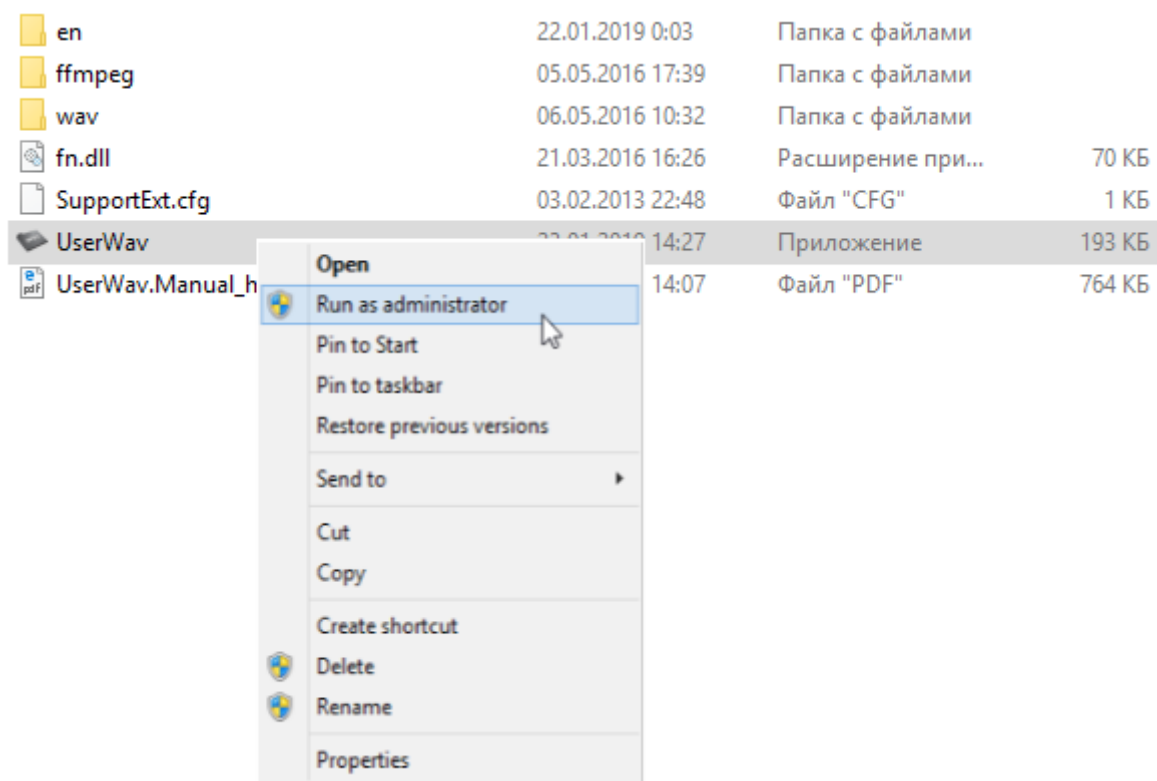 en 22.01.2019 0:03 Папка с файлами
ffmpeg 05.05.2016 17:39 Папка с файлами
wav 06.05.2016 10:32 Папка с файлами
fn.dll 21.03.2016 16:26 Расширение при... 70 КБ
SupportExt.cfg 03.02.2013 22:48 Файл "CFG" 1 КБ
UserWav 14:27 Приложение 193 КБ
UserWav.Manual_h 14:07 Файл "PDF" 764 КБ
Open
Run as administrator
Pin to Start
Pin to taskbar
Restore previous versions
Send to
Cut
Copy
Create shortcut
Delete
Rename
Properties